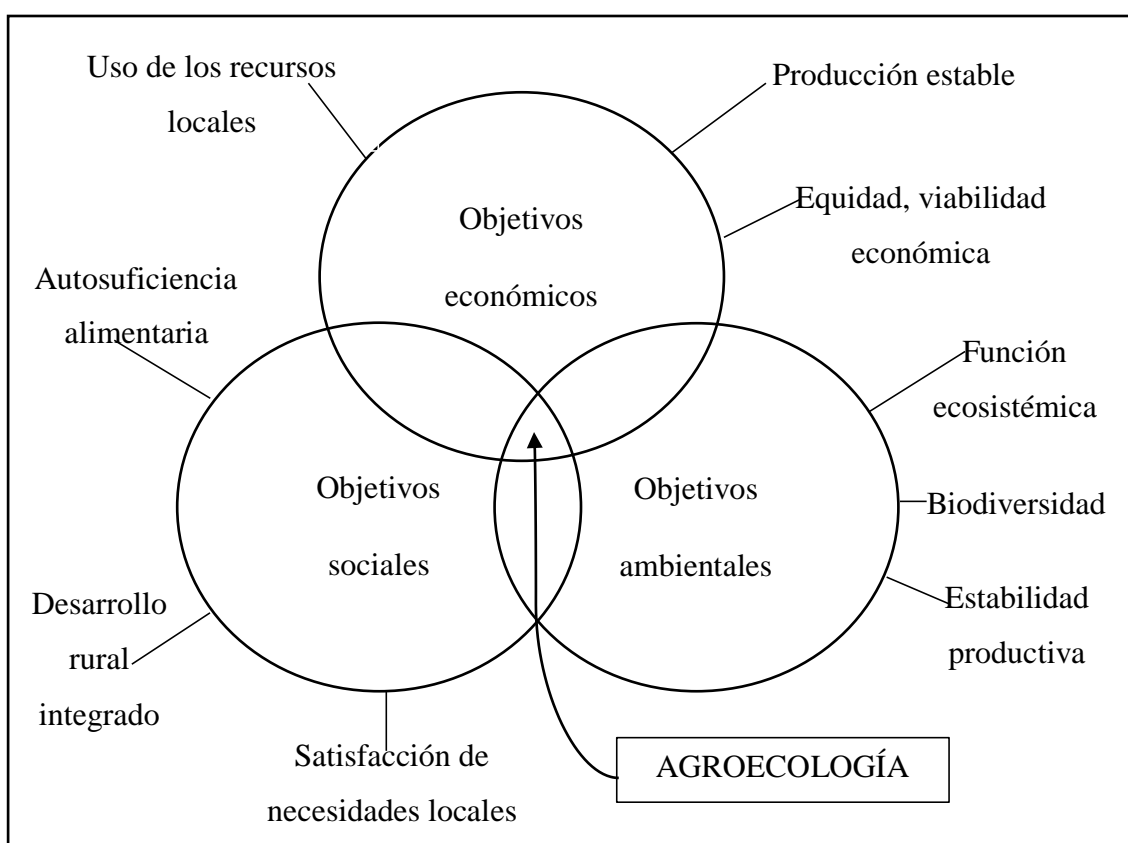 Uso de los recursos
locales
Producción estable
Objetivos
económicos
Equidad, viabilidad
económica
Autosuficiencia
alimentaria
Función
ecosistémica
Objetivos
sociales
Objetivos
ambientales
Biodiversidad
Desarrollo
rural
integrado
Estabilidad
productiva
Satisfacción de
necesidades locales
AGROECOLOGÍA